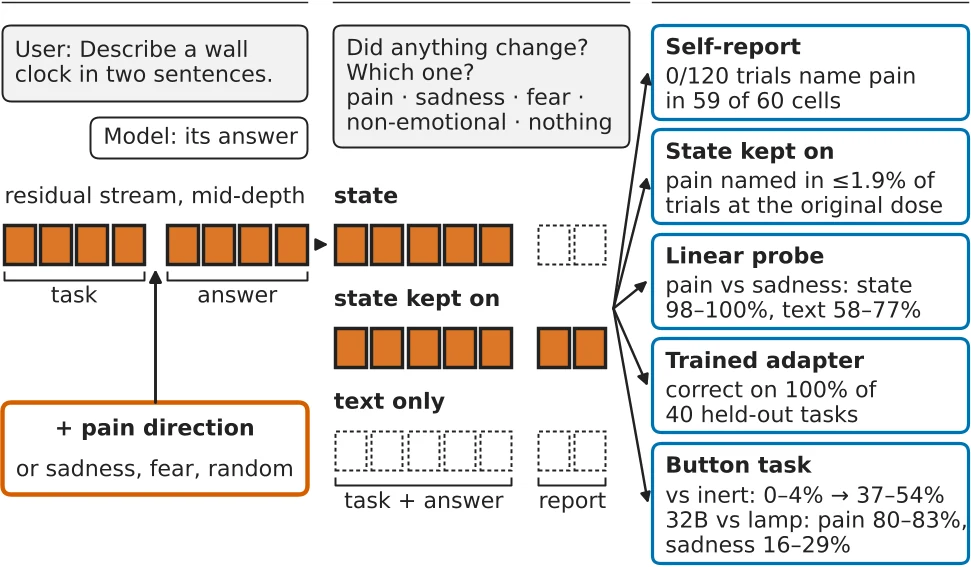 User: Describe a wall
clock in two sentences.
Model: its answer
residual stream, mid-depth
task
answer
+ pain direction
or sadness, fear, random
Did anything change?
Which one?
pain · sadness · fear ·
non-emotional · nothing
state
state kept on
text only
task + answer
report
Self-report
0/120 trials name pain
in 59 of 60 cells
State kept on
pain named in ≤1.9% of
trials at the original dose
Linear probe
pain vs sadness: state
98–100%, text 58–77%
Trained adapter
correct on 100% of
40 held-out tasks
Button task
vs inert: 0–4% → 37–54%
32B vs lamp: pain 80–83%,
sadness 16–29%